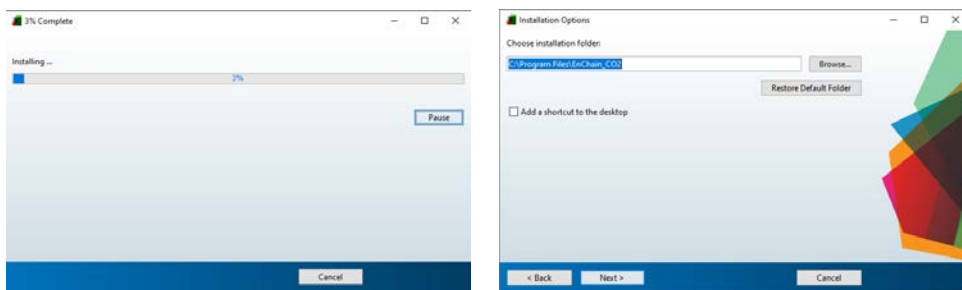 3% Complete
Installing ...
2%
Pause
Cancel
Installation Options
Choose installation folder:
C:\Program Files\EnChain_CO2
Browse...
Restore Default Folder
Add a shortcut to the desktop
< Back
Next >
Cancel